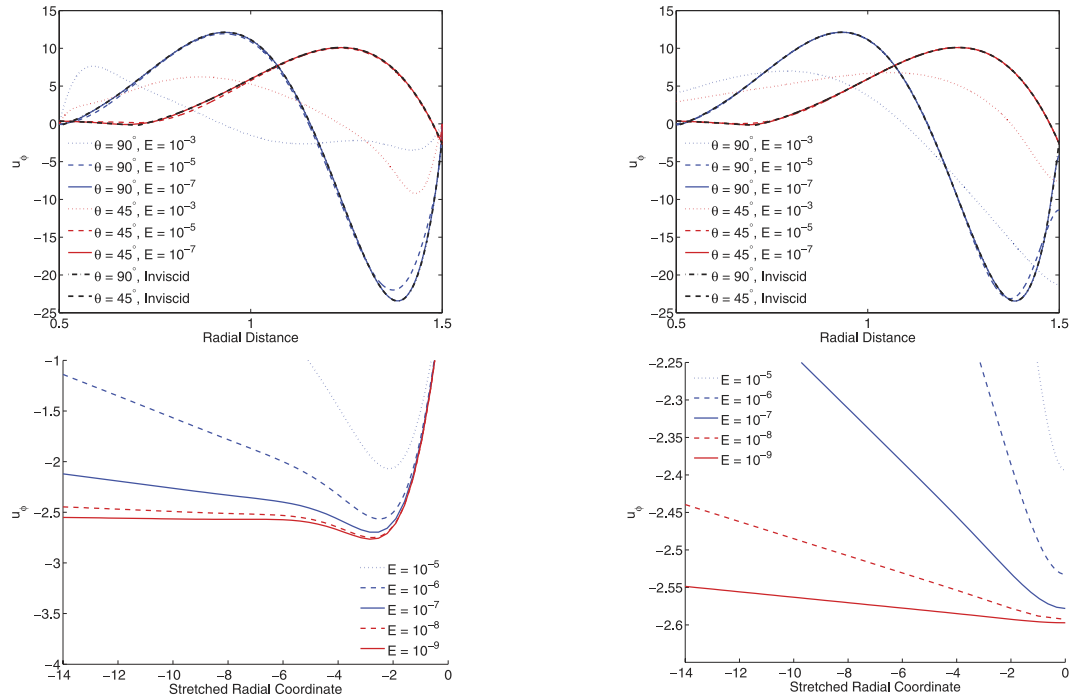 15
10
5
0
−5
−10
−15
−20
−25
u_ϕ
θ = 90°, E = 10⁻³
θ = 90°, E = 10⁻⁵
θ = 90°, E = 10⁻⁷
θ = 45°, E = 10⁻³
θ = 45°, E = 10⁻⁵
θ = 45°, E = 10⁻⁷
θ = 90°, Inviscid
θ = 45°, Inviscid
0.5 1 1.5
Radial Distance
15
10
5
0
−5
−10
−15
−20
−25
u_ϕ
θ = 90°, E = 10⁻³
θ = 90°, E = 10⁻⁵
θ = 90°, E = 10⁻⁷
θ = 45°, E = 10⁻³
θ = 45°, E = 10⁻⁵
θ = 45°, E = 10⁻⁷
θ = 90°, Inviscid
θ = 45°, Inviscid
0.5 1 1.5
Radial Distance
−1
−1.5
−2
−2.5
−3
−3.5
−4
u_ϕ
E = 10⁻⁵
E = 10⁻⁶
E = 10⁻⁷
E = 10⁻⁸
E = 10⁻⁹
−14 −12 −10 −8 −6 −4 −2 0
Stretched Radial Coordinate
−2.25
−2.3
−2.35
−2.4
−2.45
−2.5
−2.55
−2.6
u_ϕ
E = 10⁻⁵
E = 10⁻⁶
E = 10⁻⁷
E = 10⁻⁸
E = 10⁻⁹
−14 −12 −10 −8 −6 −4 −2 0
Stretched Radial Coordinate